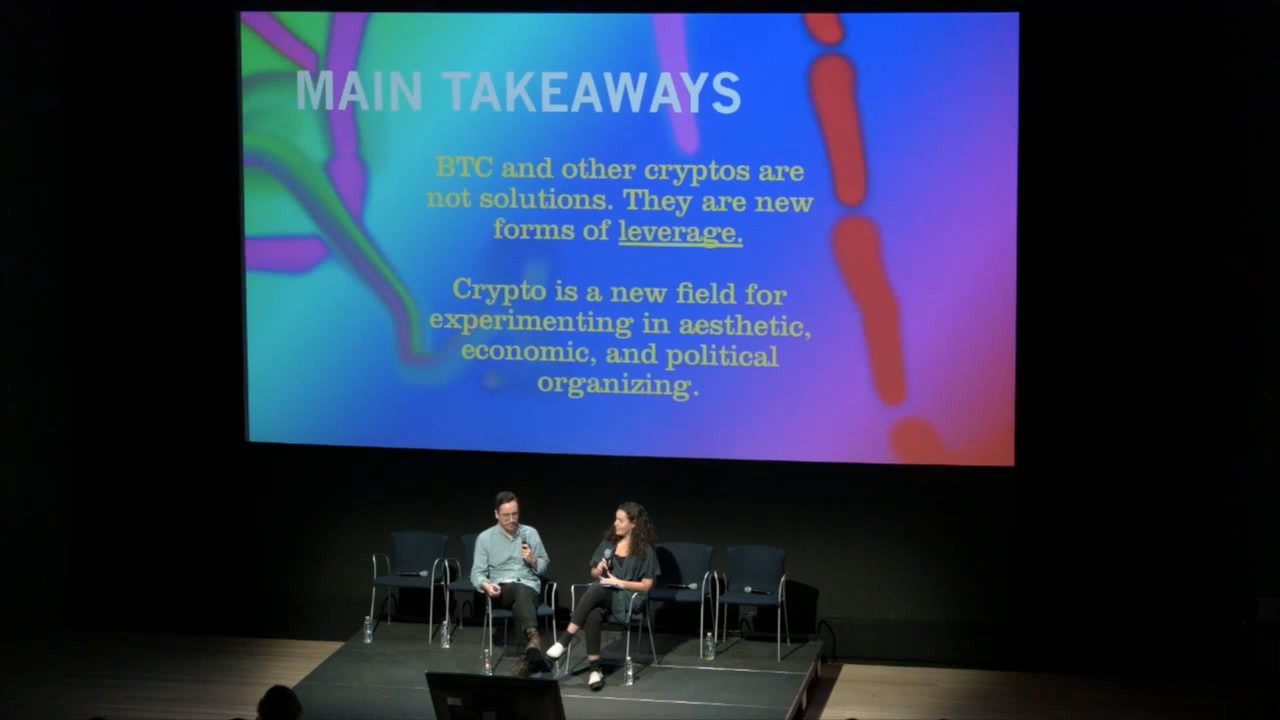 MAIN TAKEAWAYS
BTC and other cryptos are
not solutions. They are new
forms of leverage.
Crypto is a new field for
experimenting in aesthetic,
economic, and political
organizing.